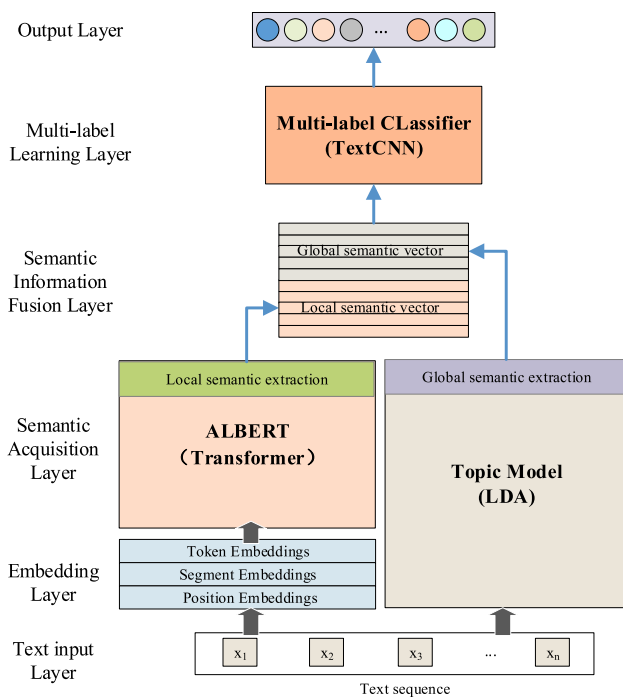 Output Layer
...
Multi-label
Learning Layer
Multi-label CLassifier
(TextCNN)
Semantic
Information
Fusion Layer
Global semantic vector
Local semantic vector
Local semantic extraction
Global semantic extraction
Semantic
Acquisition
Layer
ALBERT
（Transformer）
Topic Model
(LDA)
Embedding
Layer
Token Embeddings
Segment Embeddings
Position Embeddings
Text input
Layer
x1 x2 x3 ... xn
Text sequence